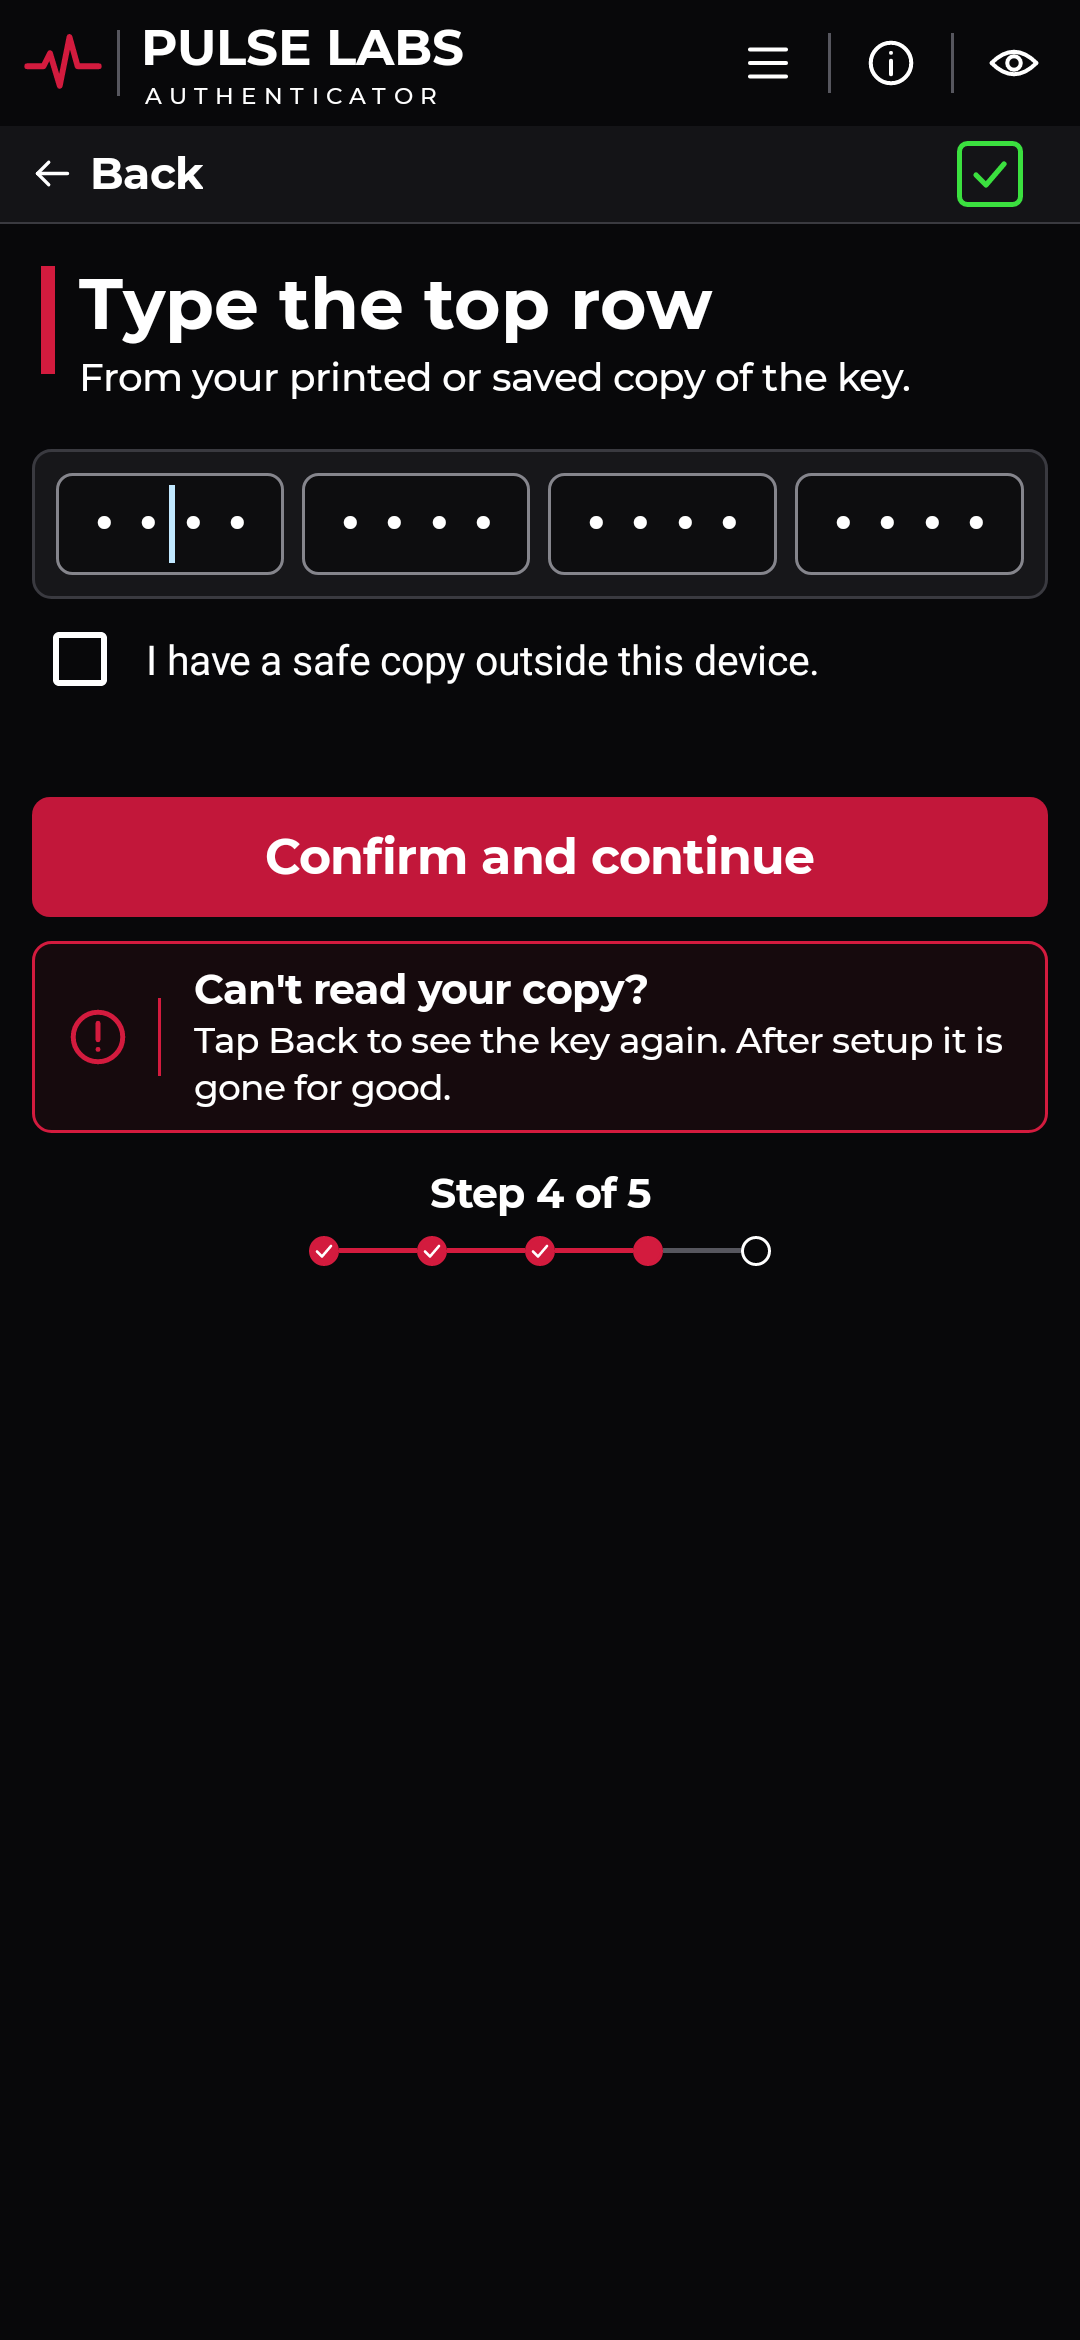 PULSE LABS
AUTHENTICATOR
Back
Type the top row
From your printed or saved copy of the key.
I have a safe copy outside this device.
Confirm and continue
Can't read your copy?
Tap Back to see the key again. After setup it is
gone for good.
Step 4 of 5